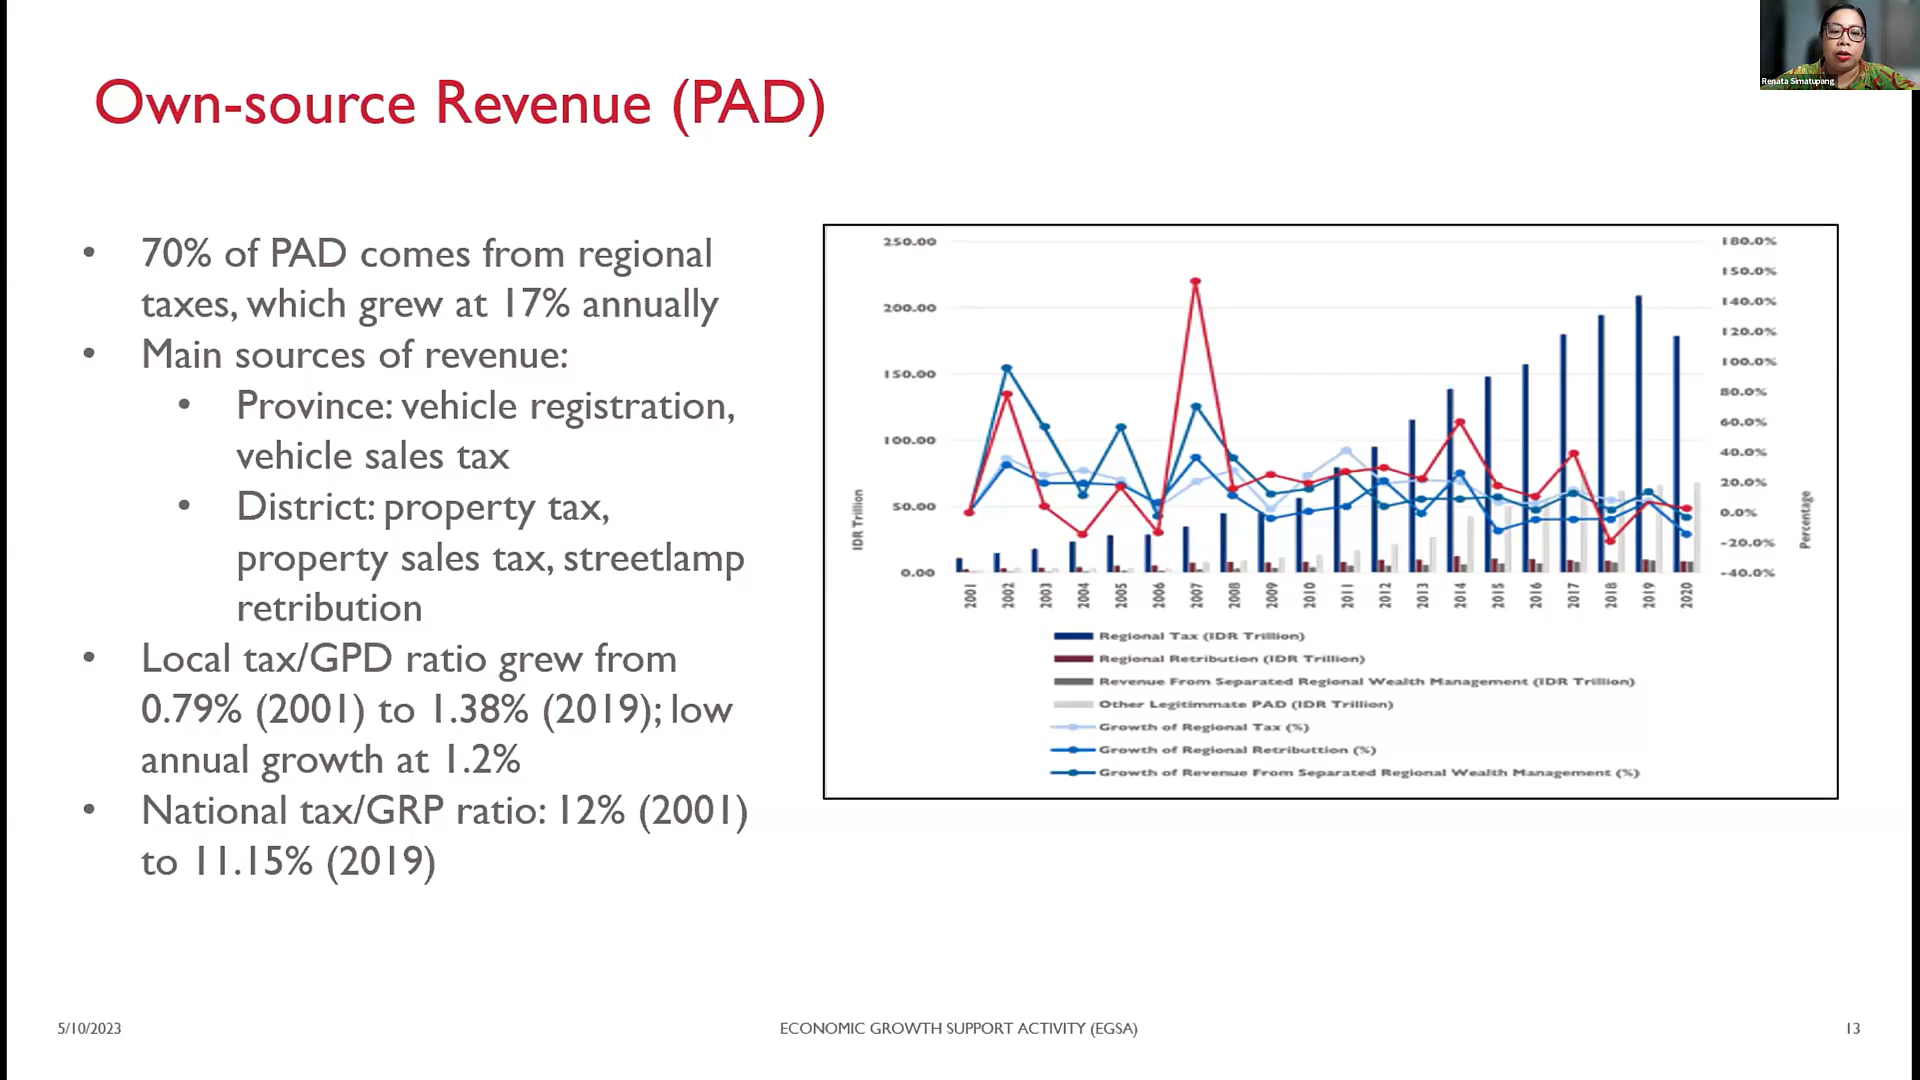 Renata Simatupang
Own-source Revenue (PAD)
• 70% of PAD comes from regional
taxes, which grew at 17% annually
• Main sources of revenue:
• Province: vehicle registration,
vehicle sales tax
• District: property tax,
property sales tax, streetlamp
retribution
• Local tax/GPD ratio grew from
0.79% (2001) to 1.38% (2019); low
annual growth at 1.2%
• National tax/GRP ratio: 12% (2001)
to 11.15% (2019)
250.00
200.00
150.00
100.00
50.00
0.00
IDR Trillion
180.0%
150.0%
140.0%
120.0%
100.0%
80.0%
60.0%
40.0%
20.0%
0.0%
-20.0%
-40.0%
Percentage
2001 2002 2003 2004 2005 2006 2007 2008 2009 2010 2011 2012 2013 2014 2015 2016 2017 2018 2019 2020
Regional Tax (IDR Trillion)
Regional Retribution (IDR Trillion)
Revenue From Separated Regional Wealth Management (IDR Trillion)
Other Legitimmate PAD (IDR Trillion)
Growth of Regional Tax (%)
Growth of Regional Retributtion (%)
Growth of Revenue From Separated Regional Wealth Management (%)
5/10/2023
ECONOMIC GROWTH SUPPORT ACTIVITY (EGSA)
13